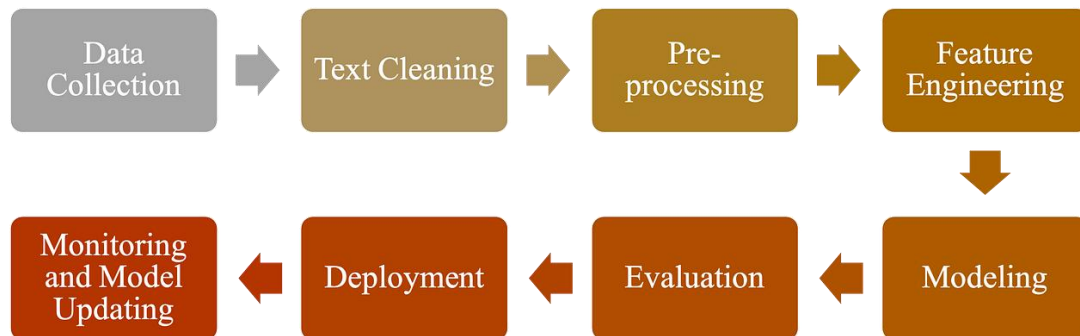 Data
Collection
Text Cleaning
Pre-
processing
Feature
Engineering
Modeling
Evaluation
Deployment
Monitoring
and Model
Updating